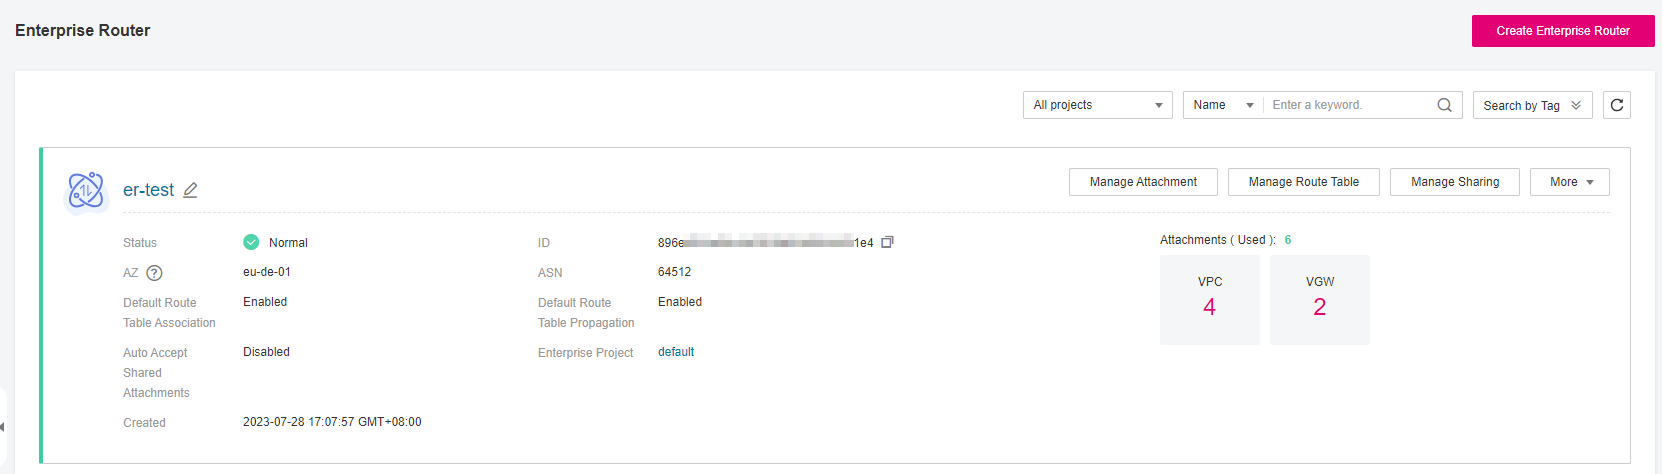 Enterprise Router
Create Enterprise Router
All projects
Name
Enter a keyword.
Search by Tag
er-test
Manage Attachment
Manage Route Table
Manage Sharing
More
Status
Normal
ID
896e
1e4
Attachments ( Used ): 6
AZ ?
eu-de-01
ASN
64512
VPC
4
VGW
2
Default Route
Table Association
Enabled
Default Route
Table Propagation
Enabled
Auto Accept
Shared
Attachments
Disabled
Enterprise Project
default
Created
2023-07-28 17:07:57 GMT+08:00